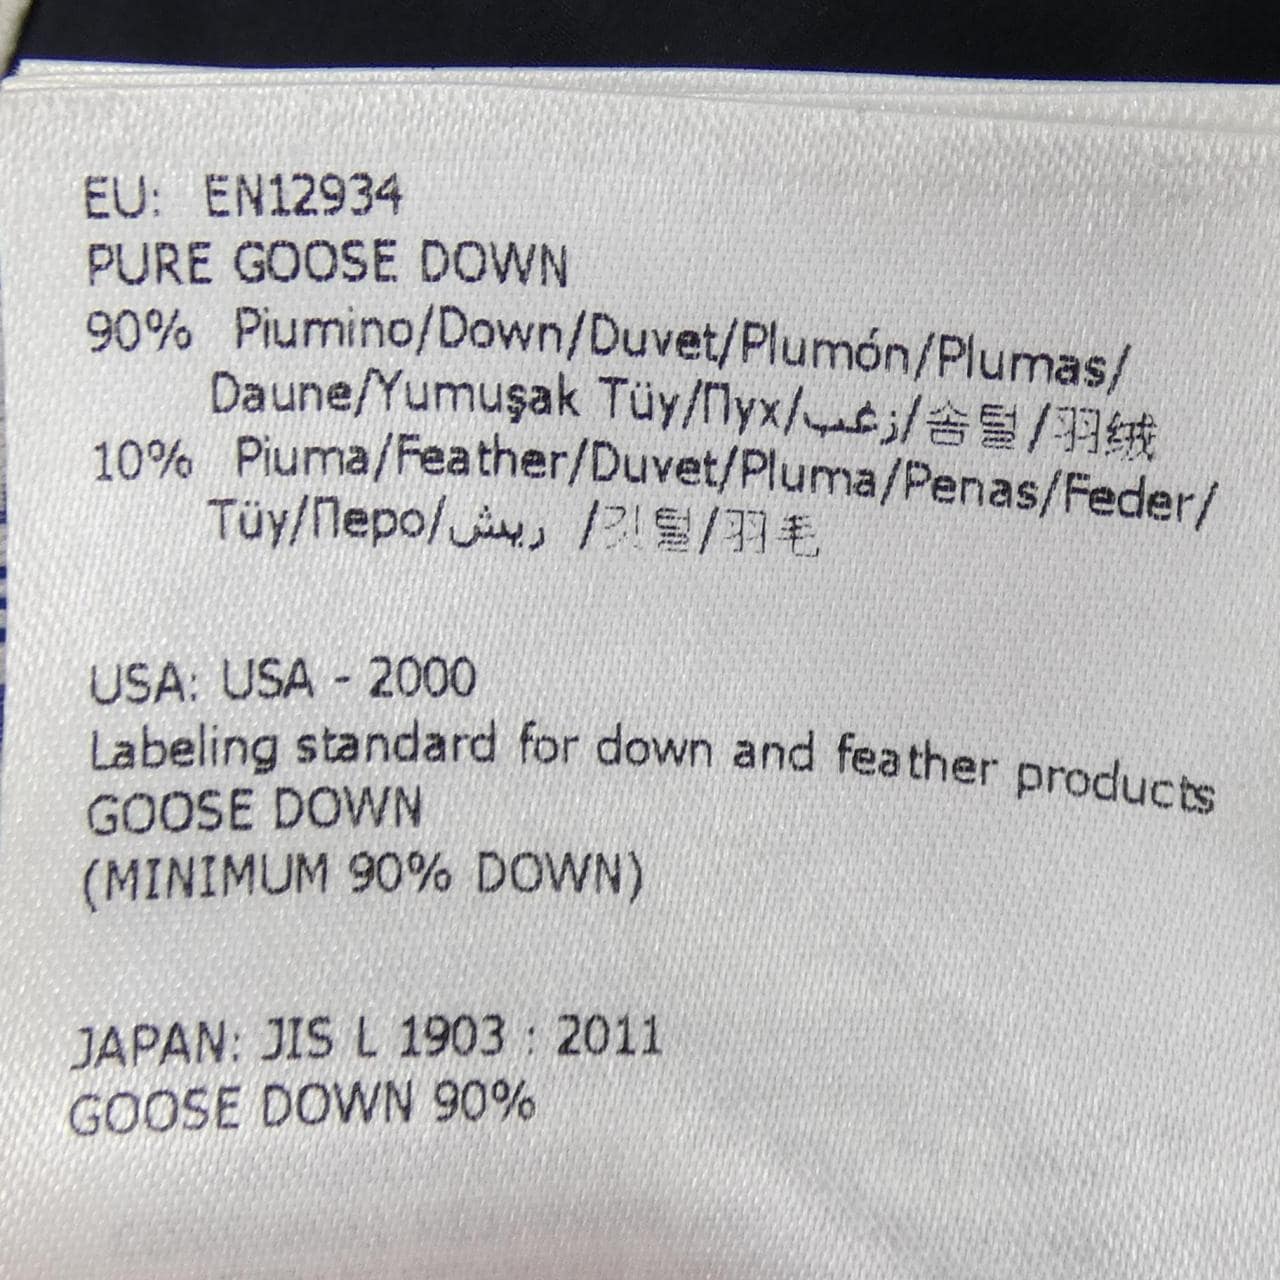 EU: EN12934
PURE GOOSE DOWN
90% Piumino/Down/Duvet/Plumón/Plumas/
Daune/Yumuşak Tüy/Пух/زغب/솜털/羽绒
10% Piuma/Feather/Duvet/Pluma/Penas/Feder/
Tüy/Перо/ريش /깃털/羽毛
USA: USA - 2000
Labeling standard for down and feather products
GOOSE DOWN
(MINIMUM 90% DOWN)
JAPAN: JIS L 1903 : 2011
GOOSE DOWN 90%